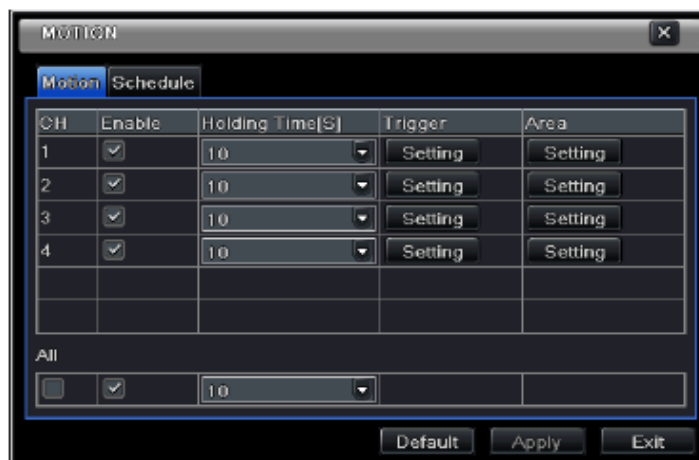 MOTION
Motion Schedule
CH Enable Holding Time[S] Trigger Area
1 10 Setting Setting
2 10 Setting Setting
3 10 Setting Setting
4 10 Setting Setting
All
10
Default Apply Exit